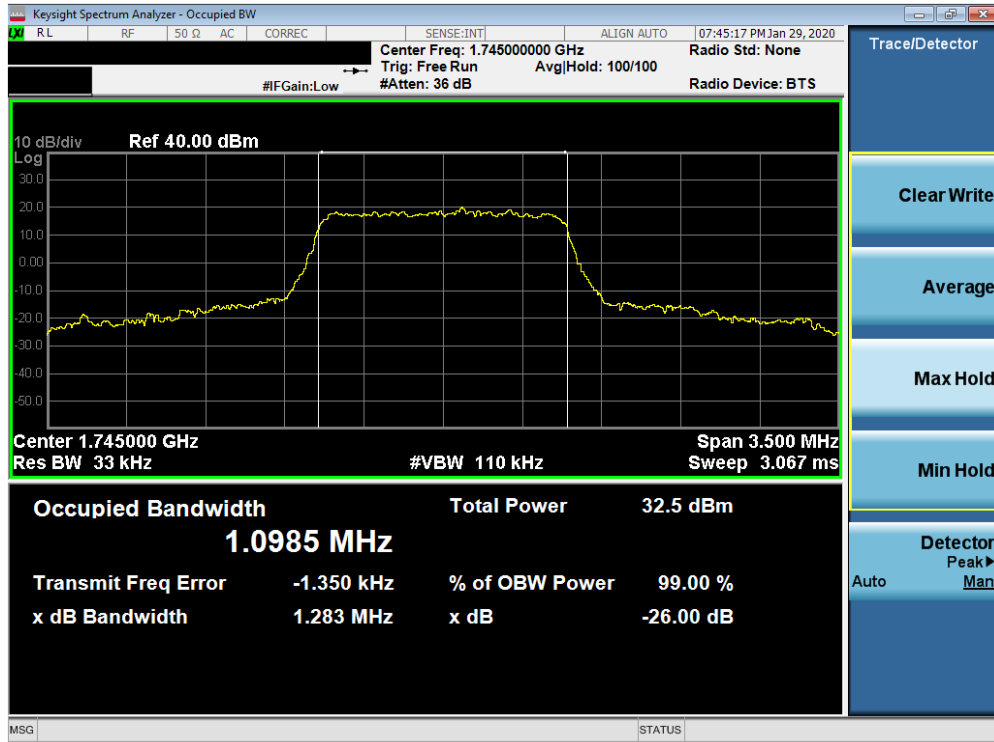 Keysight Spectrum Analyzer - Occupied BW
LXI RL RF 50 Ω AC CORREC SENSE:INT ALIGN AUTO 07:45:17 PM Jan 29, 2020
Center Freq: 1.745000000 GHz Radio Std: None
Trig: Free Run Avg|Hold: 100/100
#IFGain:Low #Atten: 36 dB Radio Device: BTS
Trace/Detector
10 dB/div Ref 40.00 dBm
Log
30.0
20.0
10.0
0.00
-10.0
-20.0
-30.0
-40.0
-50.0
Center 1.745000 GHz Span 3.500 MHz
Res BW 33 kHz #VBW 110 kHz Sweep 3.067 ms
Occupied Bandwidth Total Power 32.5 dBm
1.0985 MHz
Transmit Freq Error -1.350 kHz % of OBW Power 99.00 %
x dB Bandwidth 1.283 MHz x dB -26.00 dB
Clear Write
Average
Max Hold
Min Hold
Detector
Peak▶
Auto Man
MSG STATUS